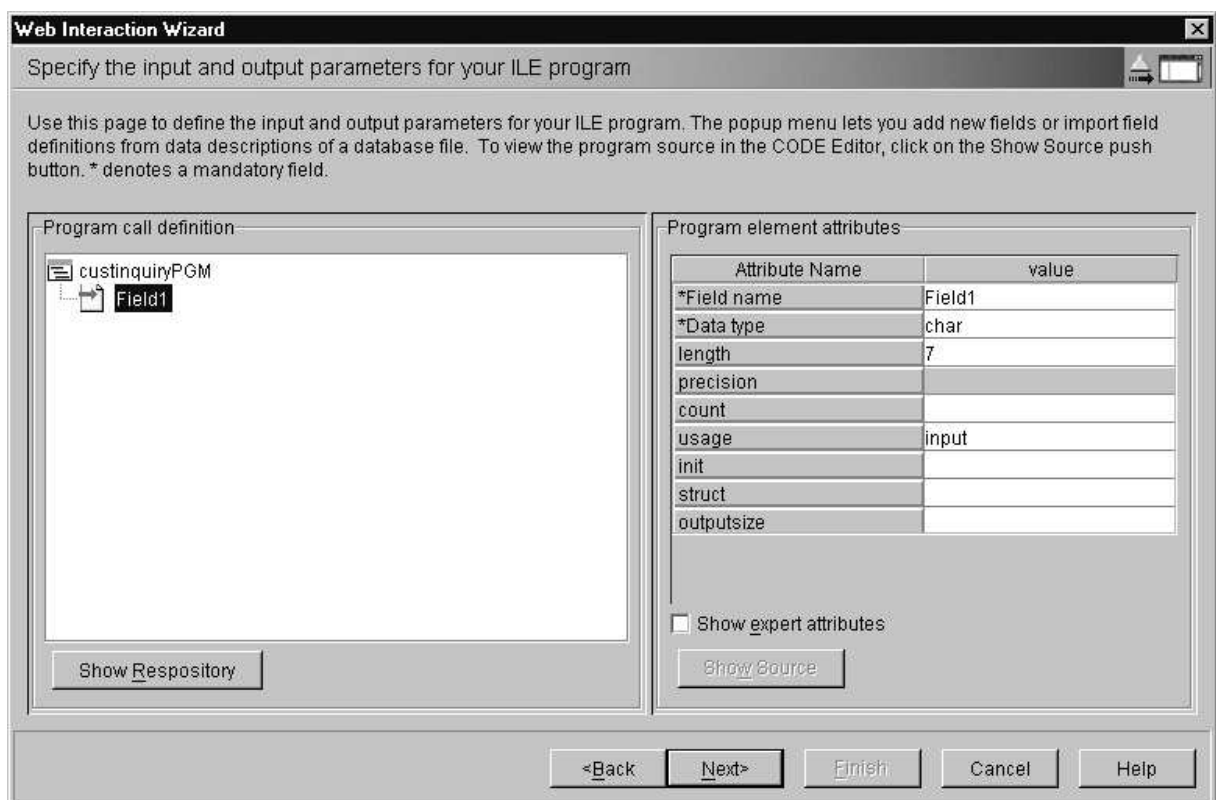 Web Interaction Wizard
Specify the input and output parameters for your ILE program
Use this page to define the input and output parameters for your ILE program. The popup menu lets you add new fields or import field
definitions from data descriptions of a database file. To view the program source in the CODE Editor, click on the Show Source push
button. * denotes a mandatory field.
Program call definition
custinquiryPGM
Field1
Show Respository
Program element attributes
Attribute Name value
*Field name Field1
*Data type char
length 7
precision
count
usage input
init
struct
outputsize
Show expert attributes
Show Source
<Back Next> Finish Cancel Help